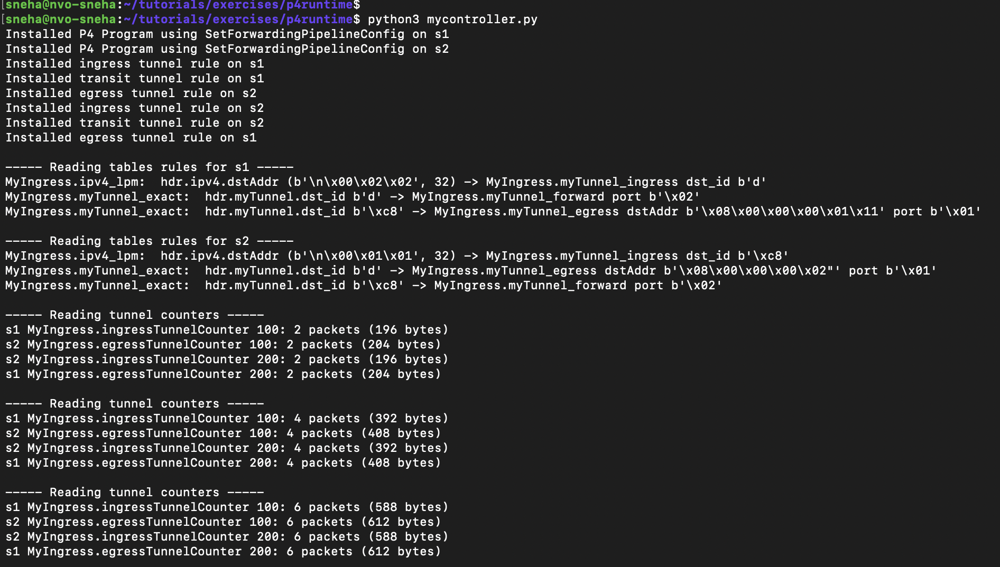 [sneha@nvo-sneha:~/tutorials/exercises/p4runtime$
[sneha@nvo-sneha:~/tutorials/exercises/p4runtime$ python3 mycontroller.py
Installed P4 Program using SetForwardingPipelineConfig on s1
Installed P4 Program using SetForwardingPipelineConfig on s2
Installed ingress tunnel rule on s1
Installed transit tunnel rule on s1
Installed egress tunnel rule on s2
Installed ingress tunnel rule on s2
Installed transit tunnel rule on s2
Installed egress tunnel rule on s1
----- Reading tables rules for s1 -----
MyIngress.ipv4_lpm:  hdr.ipv4.dstAddr (b'\n\x00\x02\x02', 32) -> MyIngress.myTunnel_ingress dst_id b'd'
MyIngress.myTunnel_exact:  hdr.myTunnel.dst_id b'd' -> MyIngress.myTunnel_forward port b'\x02'
MyIngress.myTunnel_exact:  hdr.myTunnel.dst_id b'\xc8' -> MyIngress.myTunnel_egress dstAddr b'\x08\x00\x00\x00\x01\x11' port b'\x01'
----- Reading tables rules for s2 -----
MyIngress.ipv4_lpm:  hdr.ipv4.dstAddr (b'\n\x00\x01\x01', 32) -> MyIngress.myTunnel_ingress dst_id b'\xc8'
MyIngress.myTunnel_exact:  hdr.myTunnel.dst_id b'd' -> MyIngress.myTunnel_egress dstAddr b'\x08\x00\x00\x00\x02"' port b'\x01'
MyIngress.myTunnel_exact:  hdr.myTunnel.dst_id b'\xc8' -> MyIngress.myTunnel_forward port b'\x02'
----- Reading tunnel counters -----
s1 MyIngress.ingressTunnelCounter 100: 2 packets (196 bytes)
s2 MyIngress.egressTunnelCounter 100: 2 packets (204 bytes)
s2 MyIngress.ingressTunnelCounter 200: 2 packets (196 bytes)
s1 MyIngress.egressTunnelCounter 200: 2 packets (204 bytes)
----- Reading tunnel counters -----
s1 MyIngress.ingressTunnelCounter 100: 4 packets (392 bytes)
s2 MyIngress.egressTunnelCounter 100: 4 packets (408 bytes)
s2 MyIngress.ingressTunnelCounter 200: 4 packets (392 bytes)
s1 MyIngress.egressTunnelCounter 200: 4 packets (408 bytes)
----- Reading tunnel counters -----
s1 MyIngress.ingressTunnelCounter 100: 6 packets (588 bytes)
s2 MyIngress.egressTunnelCounter 100: 6 packets (612 bytes)
s2 MyIngress.ingressTunnelCounter 200: 6 packets (588 bytes)
s1 MyIngress.egressTunnelCounter 200: 6 packets (612 bytes)